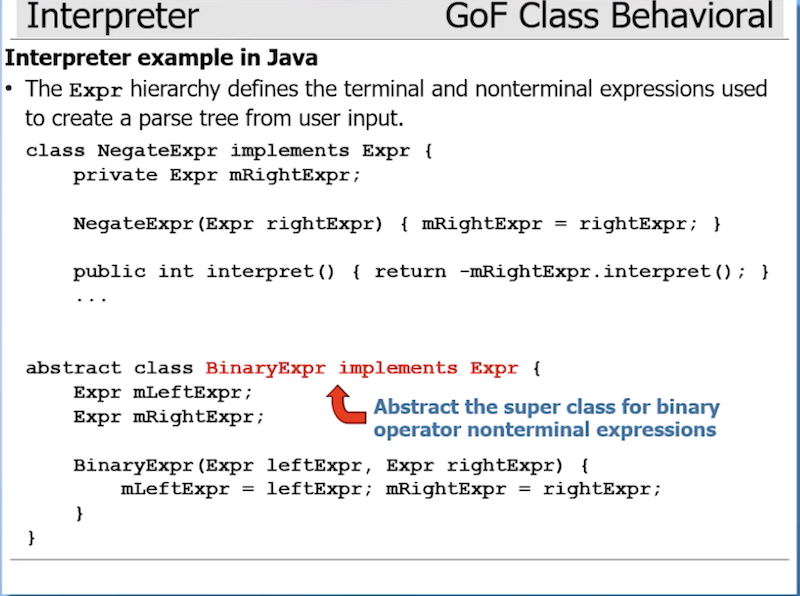 Interpreter GoF Class Behavioral
Interpreter example in Java
• The Expr hierarchy defines the terminal and nonterminal expressions used
to create a parse tree from user input.
class NegateExpr implements Expr {
    private Expr mRightExpr;
    NegateExpr(Expr rightExpr) { mRightExpr = rightExpr; }
    public int interpret() { return -mRightExpr.interpret(); }
    ...
abstract class BinaryExpr implements Expr {
    Expr mLeftExpr;
    Expr mRightExpr;
Abstract the super class for binary
operator nonterminal expressions
    BinaryExpr(Expr leftExpr, Expr rightExpr) {
        mLeftExpr = leftExpr; mRightExpr = rightExpr;
    }
}